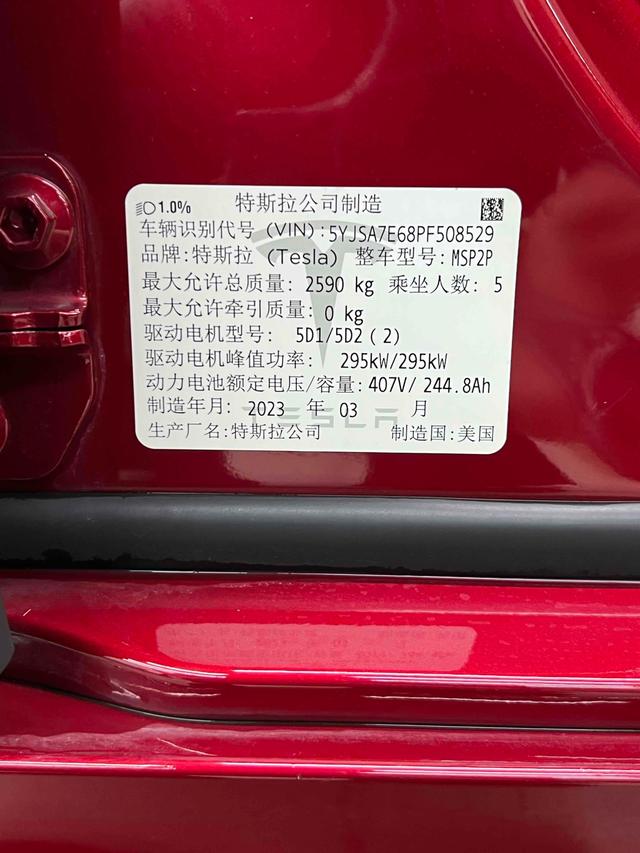 1.0% 特斯拉公司制造
车辆识别代号 (VIN):5YJSA7E68PF508529
品牌:特斯拉 (Tesla) 整车型号:MSP2P
最大允许总质量: 2590 kg 乘坐人数: 5
最大允许牵引质量: 0 kg
驱动电机型号: 5D1/5D2 ( 2 )
驱动电机峰值功率: 295kW/295kW
动力电池额定电压/容量:407V/ 244.8Ah
制造年月: 2023 年 03 月
TESLA
生产厂名:特斯拉公司 制造国:美国